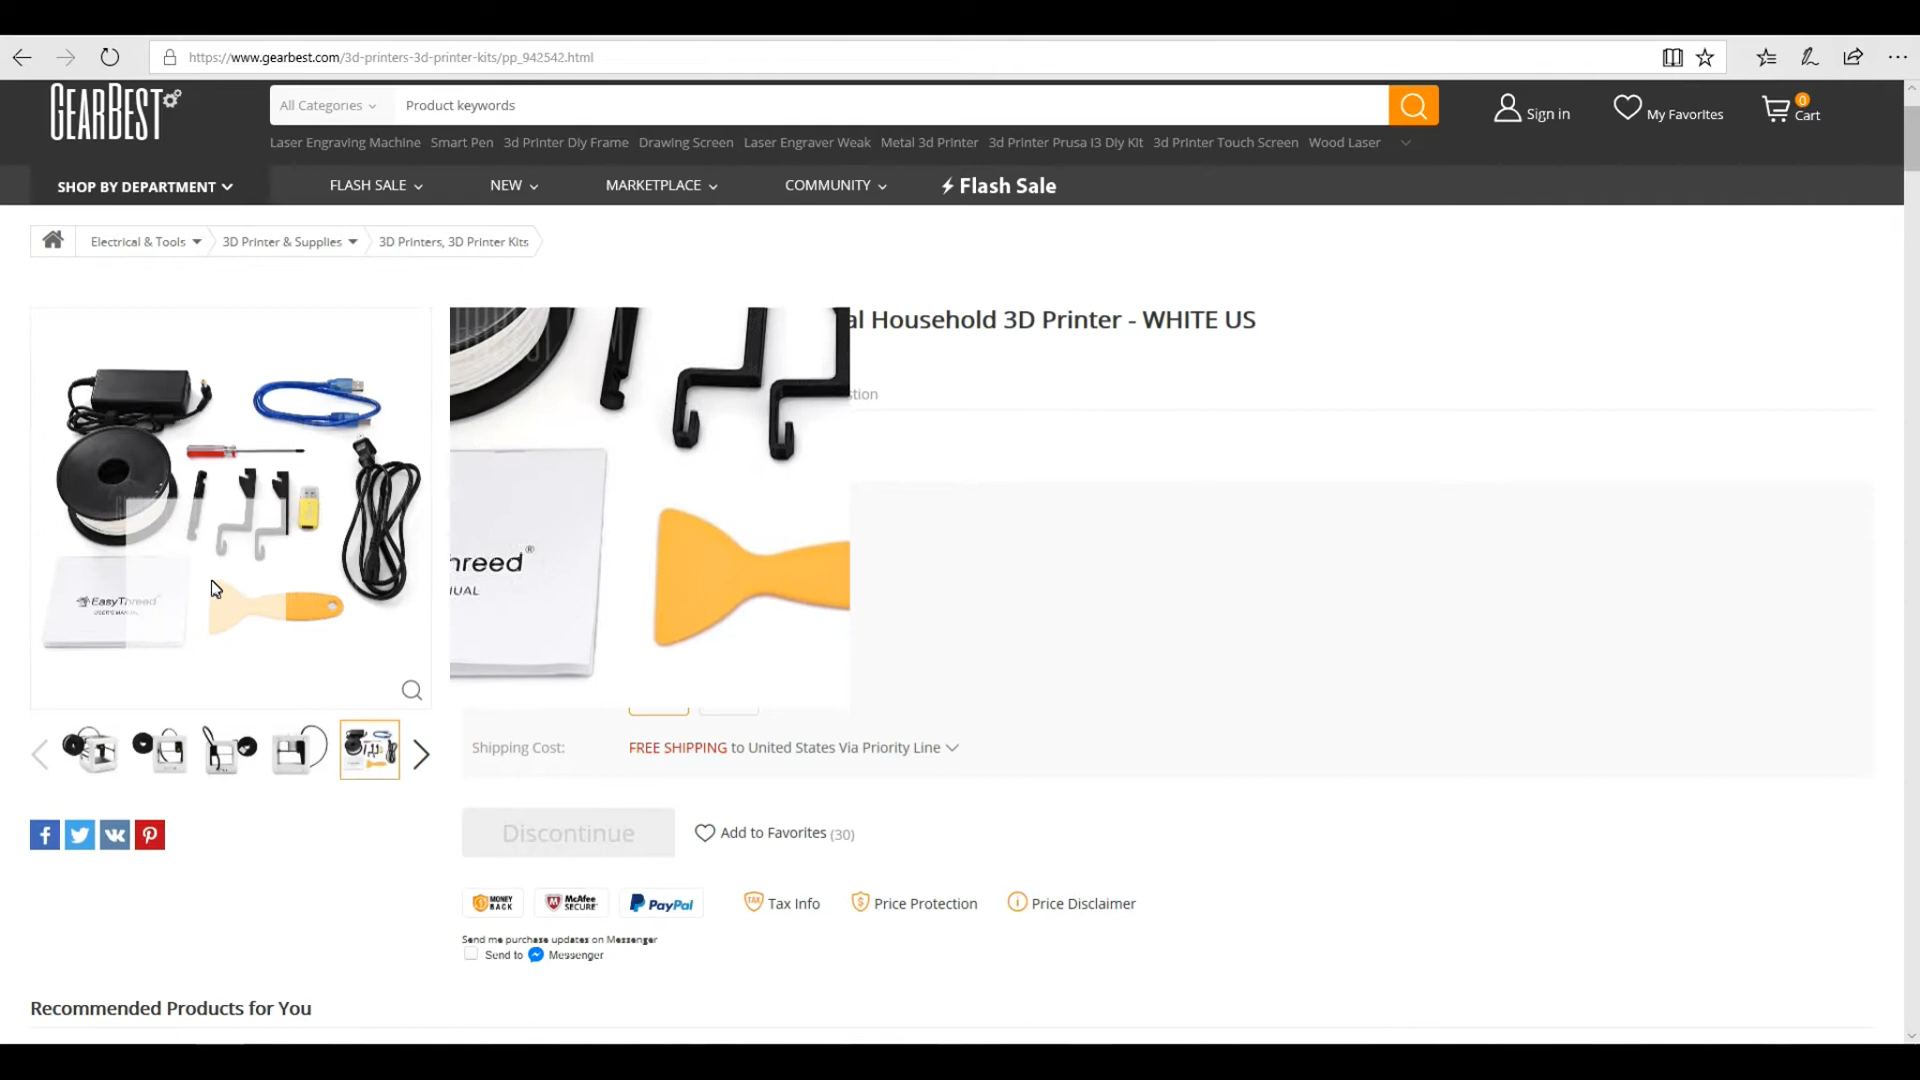 https://www.gearbest.com/3d-printers-3d-printer-kits/pp_942542.html
GEARBEST
All Categories
Product keywords
Sign in
My Favorites
0
Cart
Laser Engraving Machine
Smart Pen
3d Printer Diy Frame
Drawing Screen
Laser Engraver Weak
Metal 3d Printer
3d Printer Prusa I3 Diy Kit
3d Printer Touch Screen
Wood Laser
SHOP BY DEPARTMENT
FLASH SALE
NEW
MARKETPLACE
COMMUNITY
Flash Sale
Electrical & Tools
3D Printer & Supplies
3D Printers, 3D Printer Kits
al Household 3D Printer - WHITE US
stion
EasyThreed
USER'S MANUAL
hreed®
UAL
Shipping Cost:
FREE SHIPPING to United States Via Priority Line
Discontinue
Add to Favorites (30)
MONEY BACK
McAfee SECURE
PayPal
TAX
Tax Info
Price Protection
Price Disclaimer
Send me purchase updates on Messenger
Send to
Messenger
Recommended Products for You